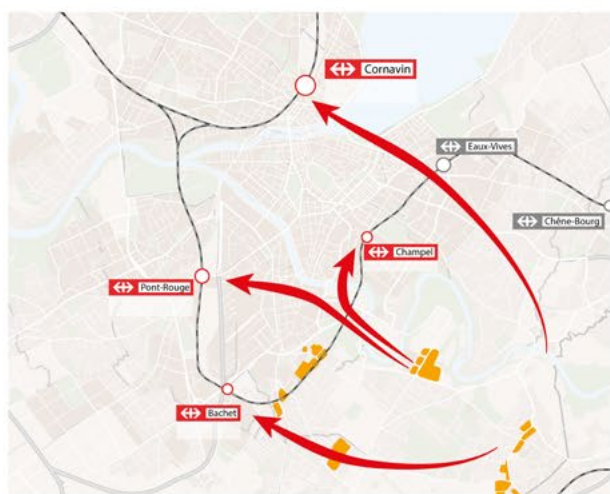 Cornavin
Eaux-Vives
Chêne-Bourg
Champel
Pont-Rouge
Bachet